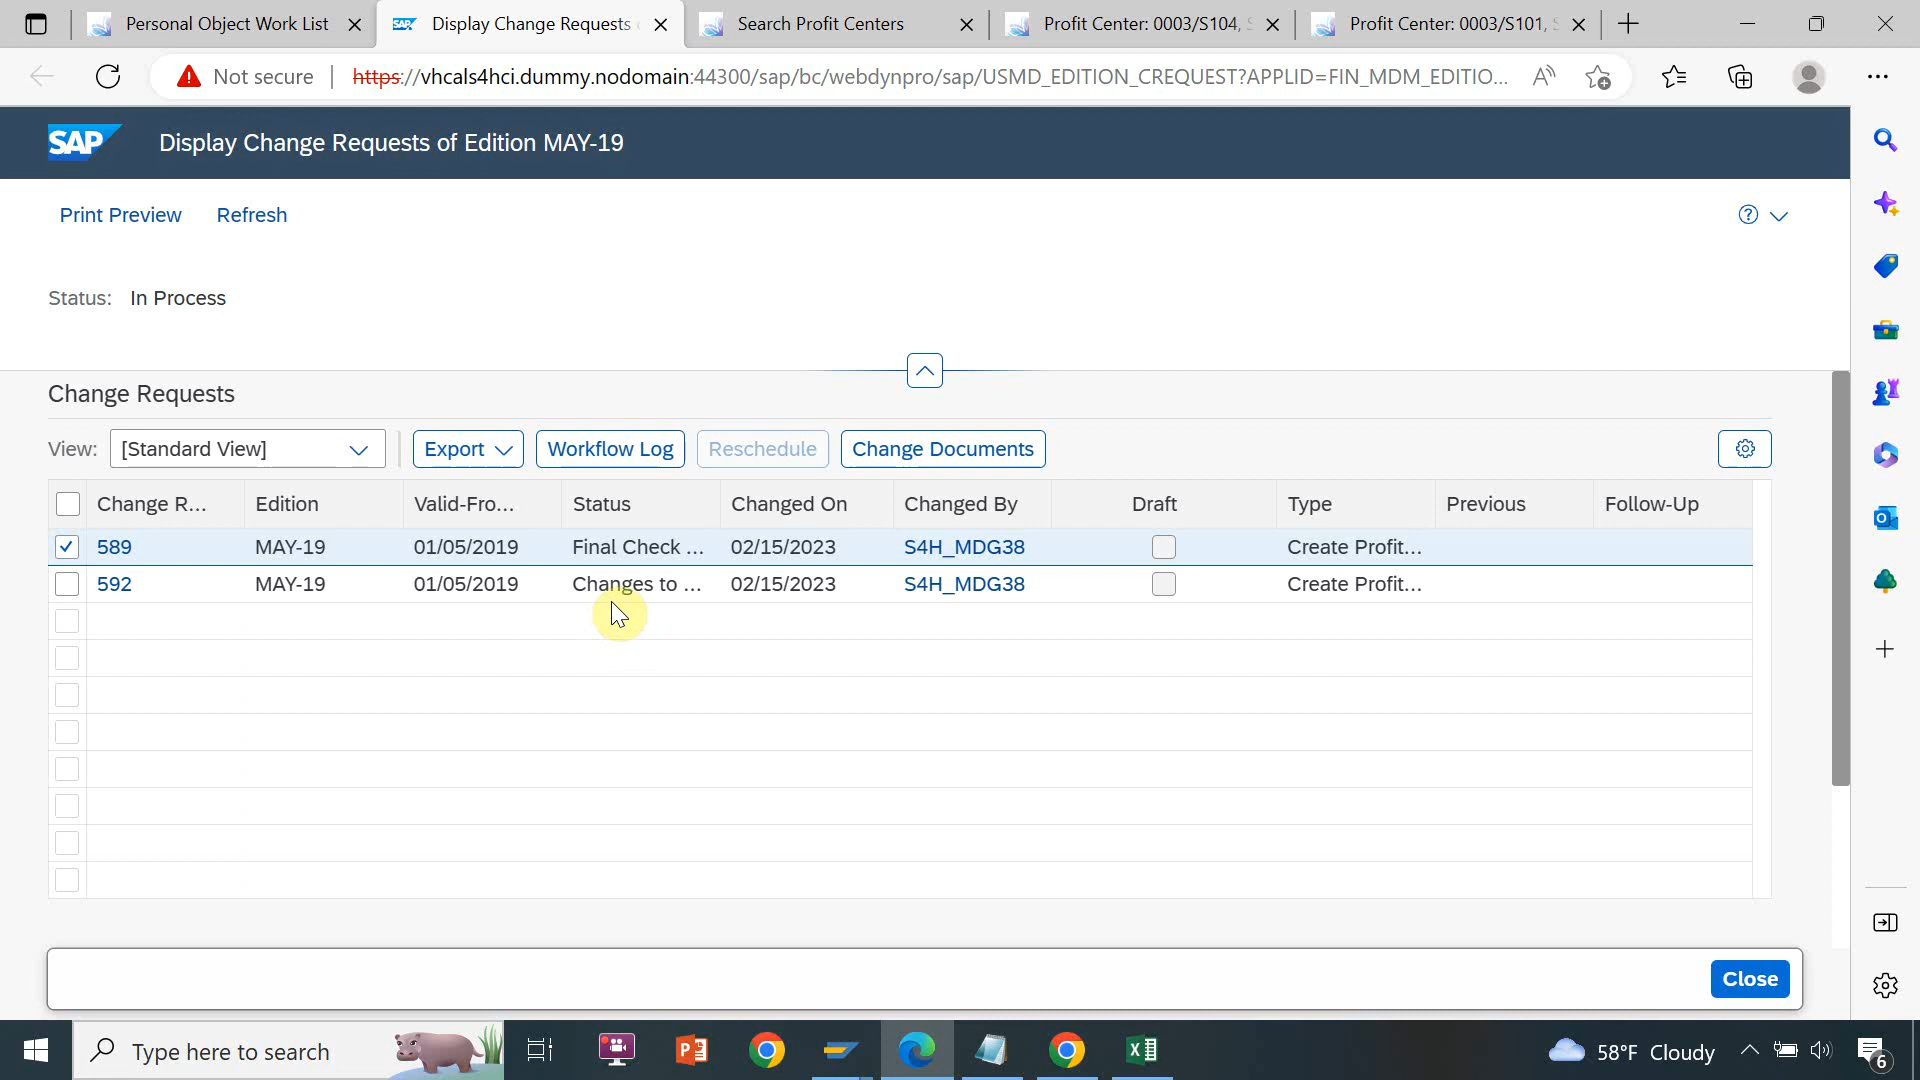 Personal Object Work List
Display Change Requests
Search Profit Centers
Profit Center: 0003/S104,
Profit Center: 0003/S101,
Not secure
https://vhcals4hci.dummy.nodomain:44300/sap/bc/webdynpro/sap/USMD_EDITION_CREQUEST?APPLID=FIN_MDM_EDITIO...
SAP
Display Change Requests of Edition MAY-19
Print Preview Refresh
Status: In Process
Change Requests
View: [Standard View] Export Workflow Log Reschedule Change Documents
Change R... Edition Valid-Fro... Status Changed On Changed By Draft Type Previous Follow-Up
589 MAY-19 01/05/2019 Final Check ... 02/15/2023 S4H_MDG38 Create Profit...
592 MAY-19 01/05/2019 Changes to ... 02/15/2023 S4H_MDG38 Create Profit...
Close
Type here to search
58°F Cloudy
6